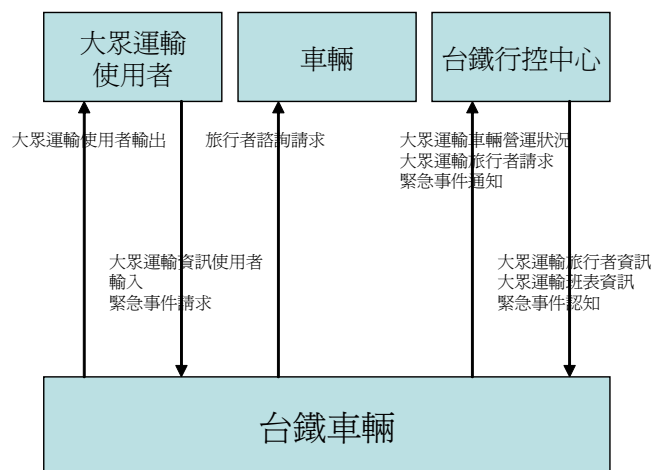 大眾運輸
使用者
車輛
台鐵行控中心
大眾運輸使用者輸出
旅行者諮詢請求
大眾運輸車輛營運狀況
大眾運輸旅行者請求
緊急事件通知
大眾運輸資訊使用者
輸入
緊急事件請求
大眾運輸旅行者資訊
大眾運輸班表資訊
緊急事件認知
台鐵車輛